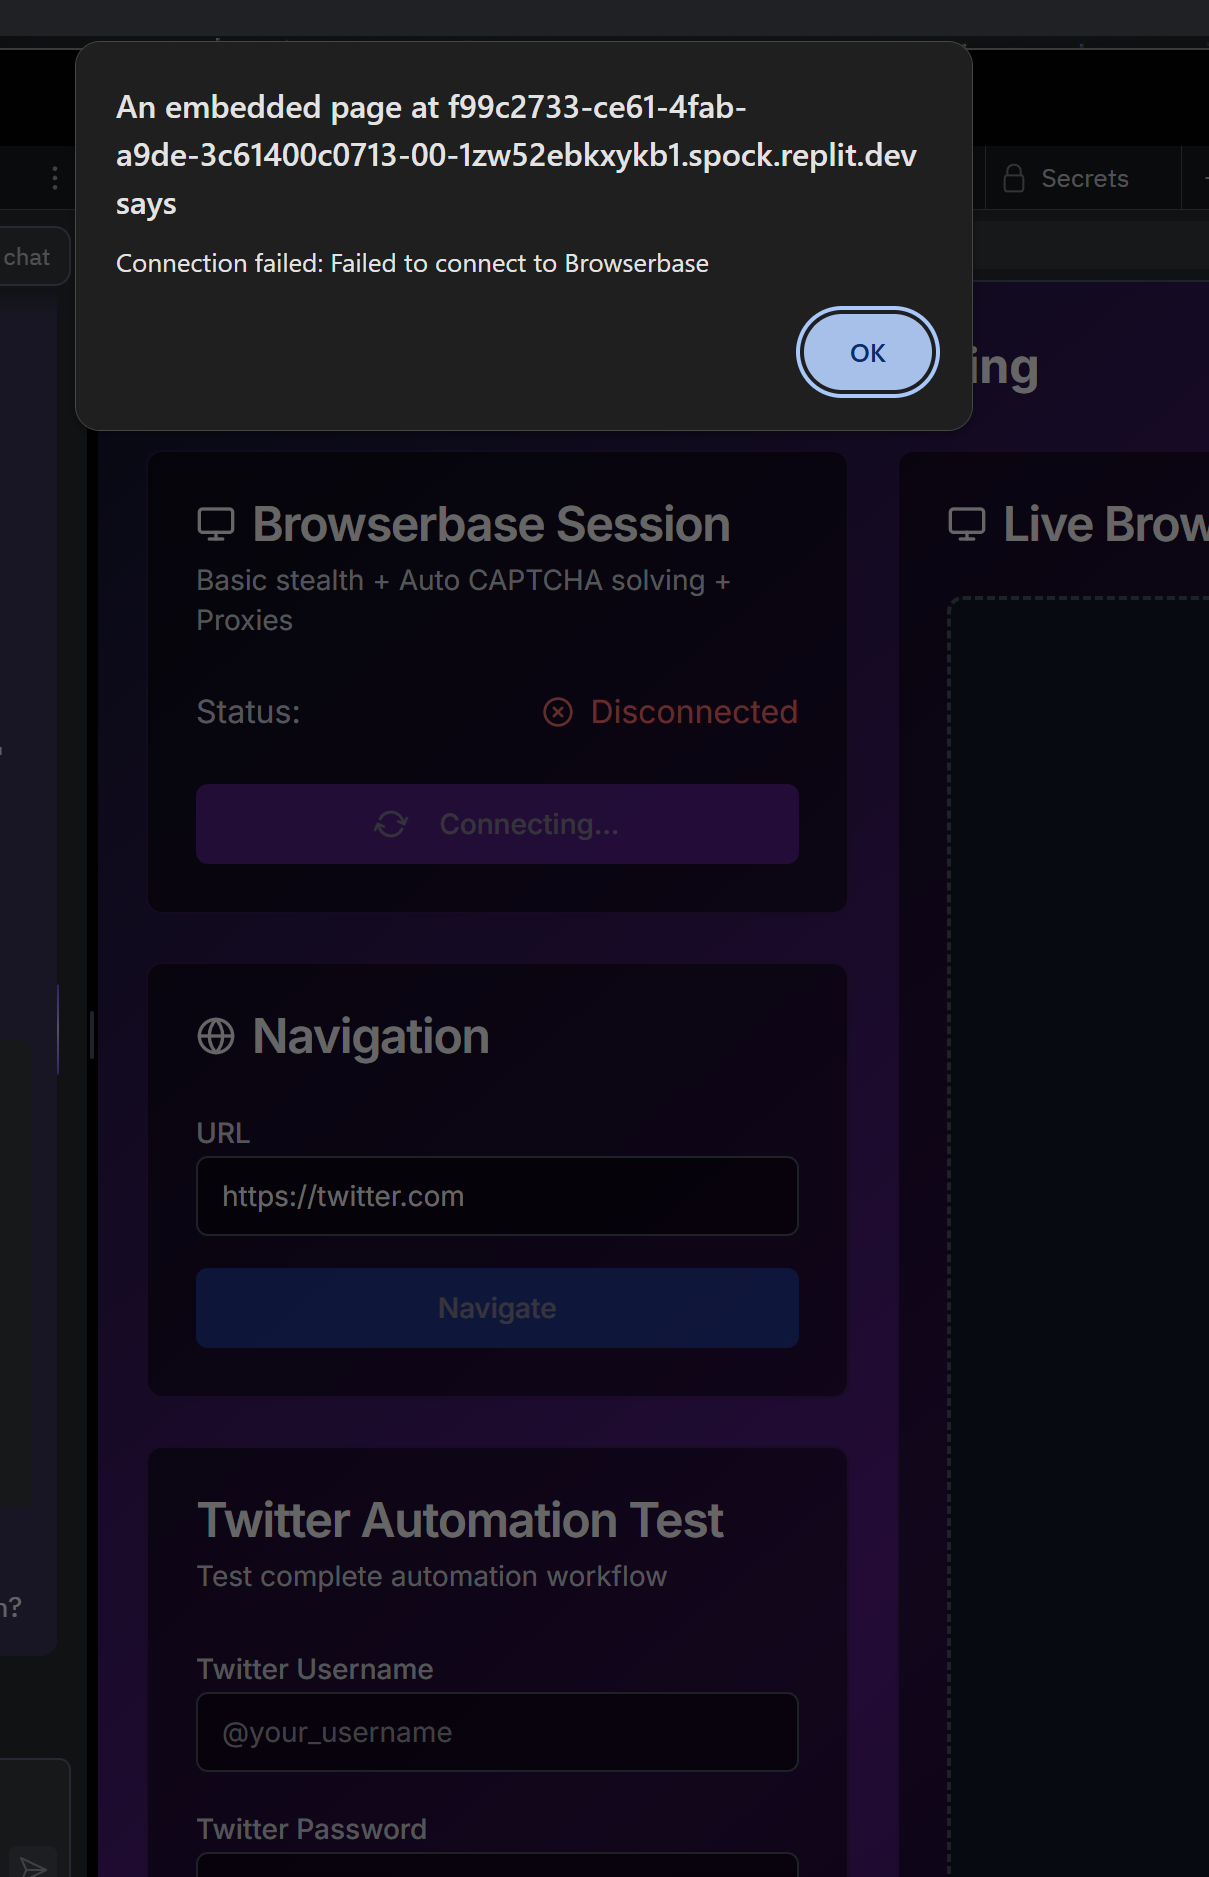 An embedded page at f99c2733-ce61-4fab-
a9de-3c61400c0713-00-1zw52ebkxykb1.spock.replit.dev
says
Connection failed: Failed to connect to Browserbase
OK
Secrets
chat
ing
Browserbase Session
Basic stealth + Auto CAPTCHA solving +
Proxies
Status:
Disconnected
Connecting...
Live Brow
Navigation
URL
https://twitter.com
Navigate
Twitter Automation Test
Test complete automation workflow
n?
Twitter Username
@your_username
Twitter Password